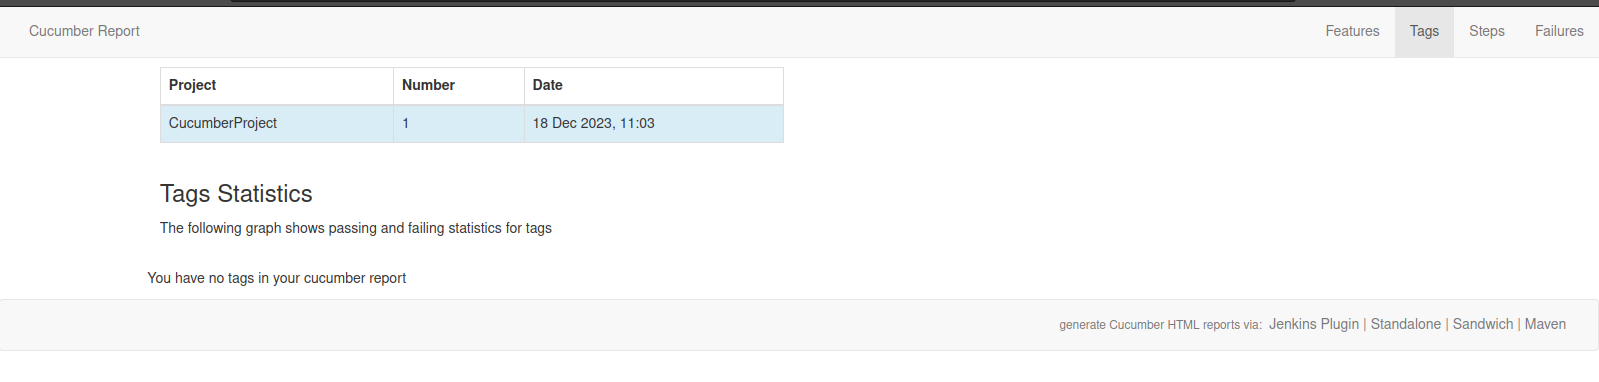 Cucumber Report Features Tags Steps Failures
Project Number Date
CucumberProject 1 18 Dec 2023, 11:03
Tags Statistics
The following graph shows passing and failing statistics for tags
You have no tags in your cucumber report
generate Cucumber HTML reports via: Jenkins Plugin | Standalone | Sandwich | Maven